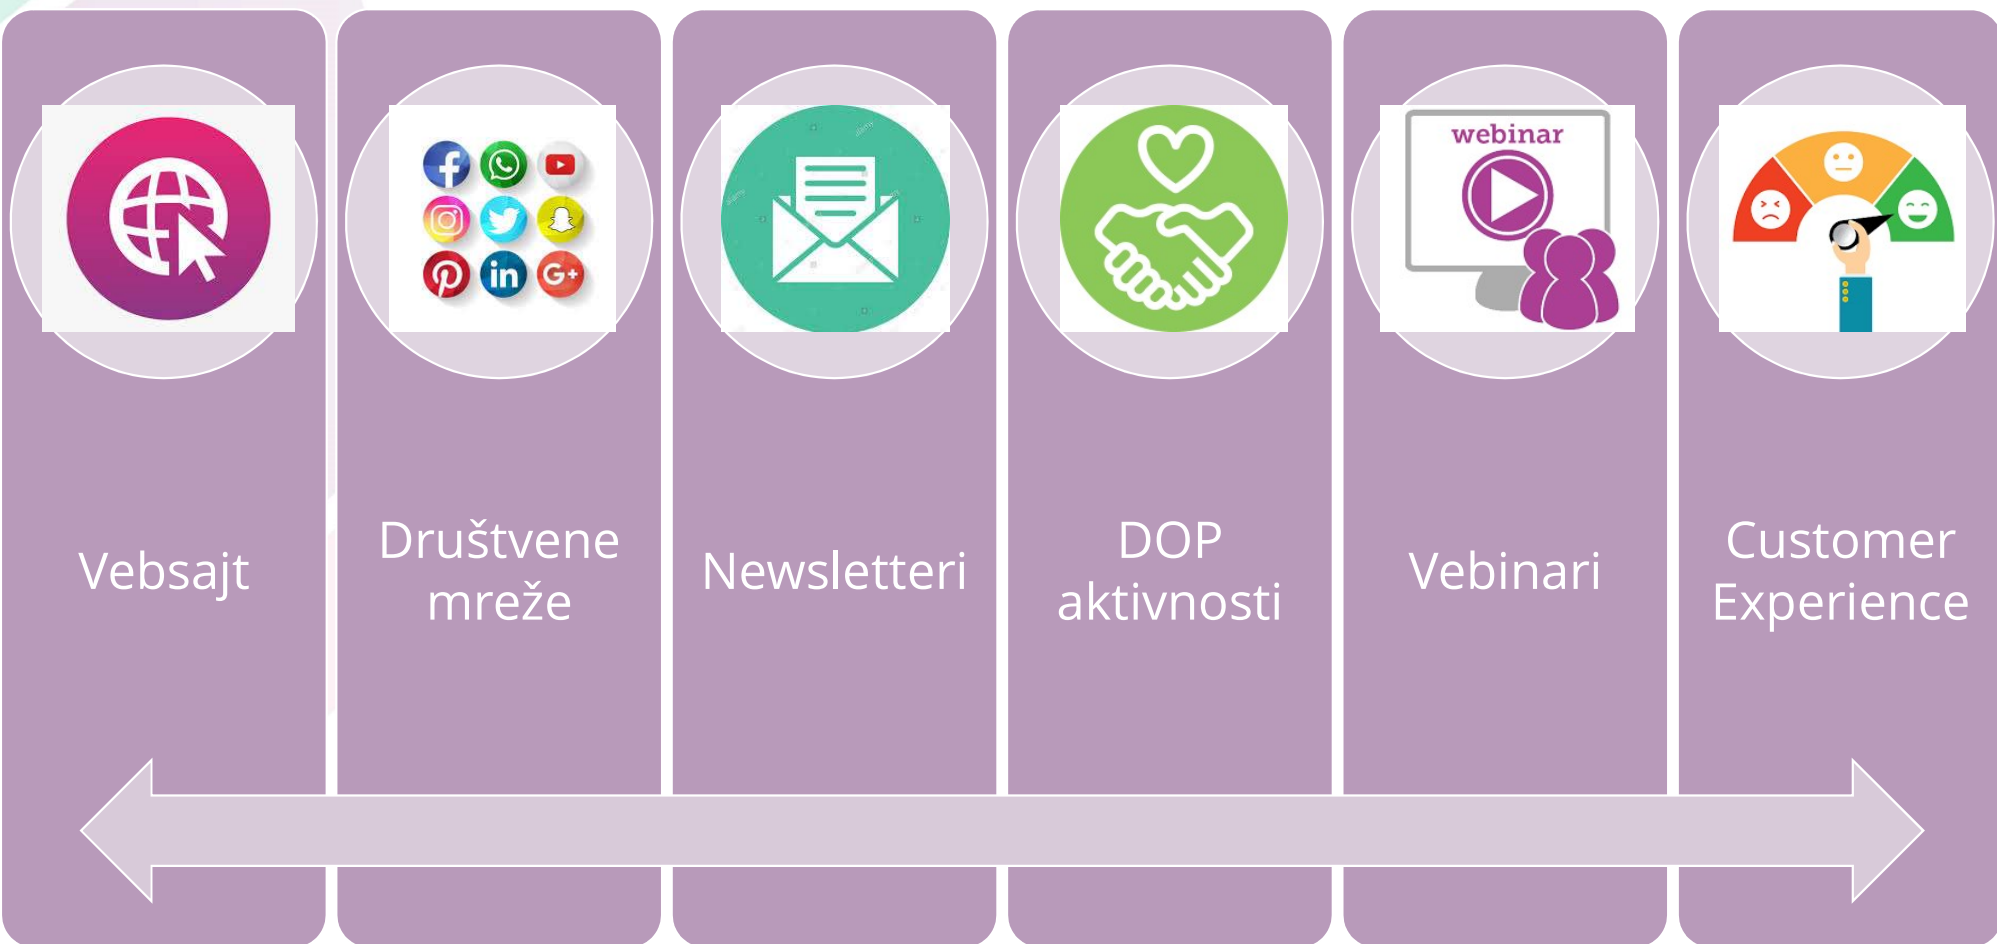 webinar
Vebsajt
Društvene
mreže
Newsletteri
DOP
aktivnosti
Vebinari
Customer
Experience